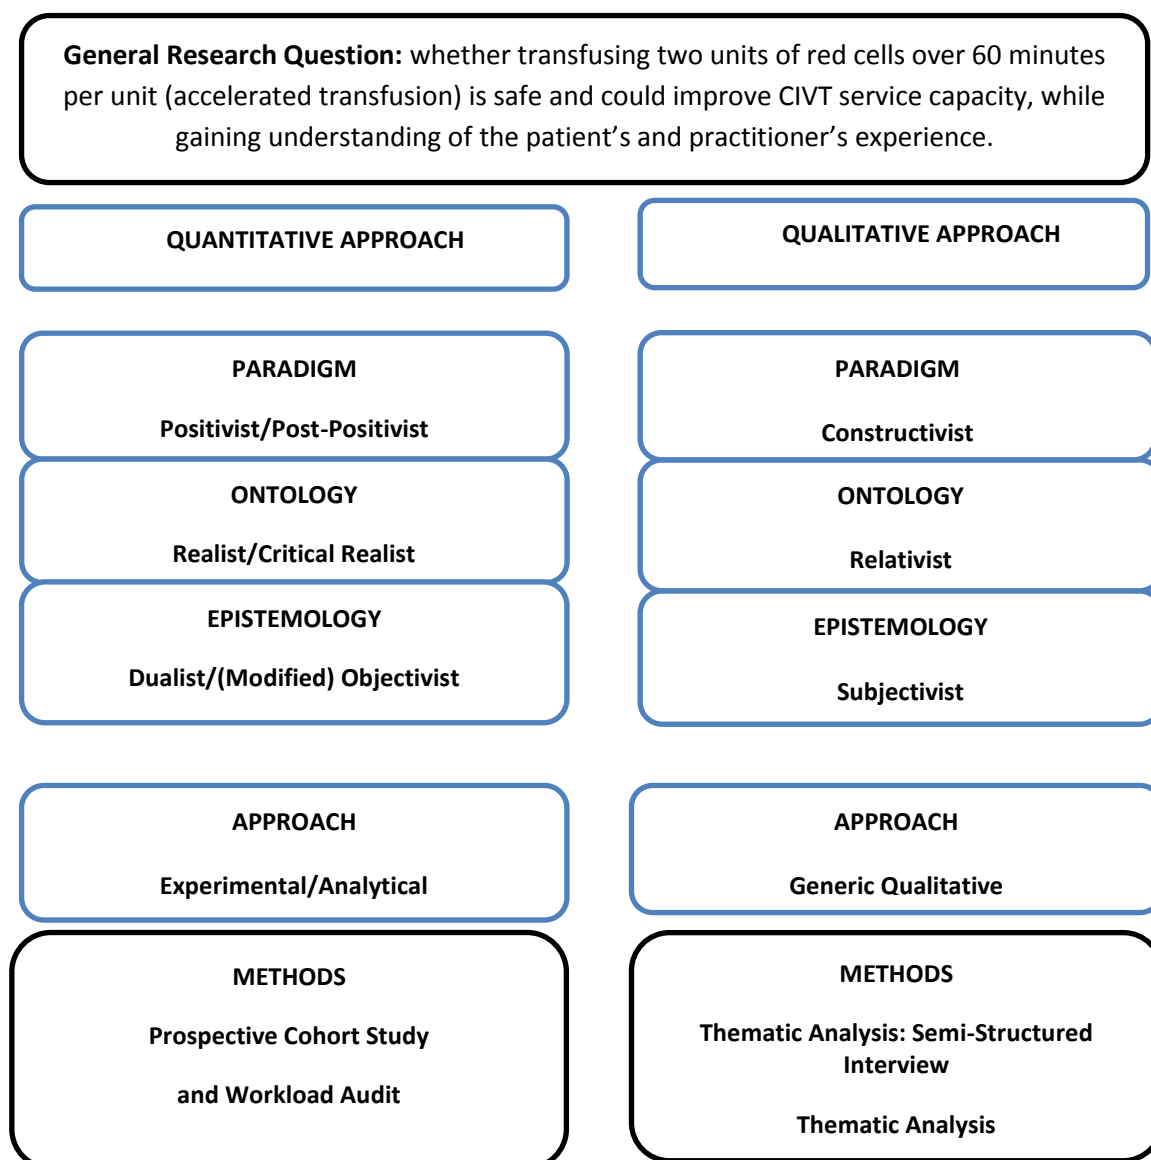 General Research Question: whether transfusing two units of red cells over 60 minutes
per unit (accelerated transfusion) is safe and could improve CIVT service capacity, while
gaining understanding of the patient’s and practitioner’s experience.
QUANTITATIVE APPROACH
QUALITATIVE APPROACH
PARADIGM
Positivist/Post-Positivist
PARADIGM
Constructivist
ONTOLOGY
Realist/Critical Realist
ONTOLOGY
Relativist
EPISTEMOLOGY
Dualist/(Modified) Objectivist
EPISTEMOLOGY
Subjectivist
APPROACH
Experimental/Analytical
APPROACH
Generic Qualitative
METHODS
Prospective Cohort Study
and Workload Audit
METHODS
Thematic Analysis: Semi-Structured
Interview
Thematic Analysis